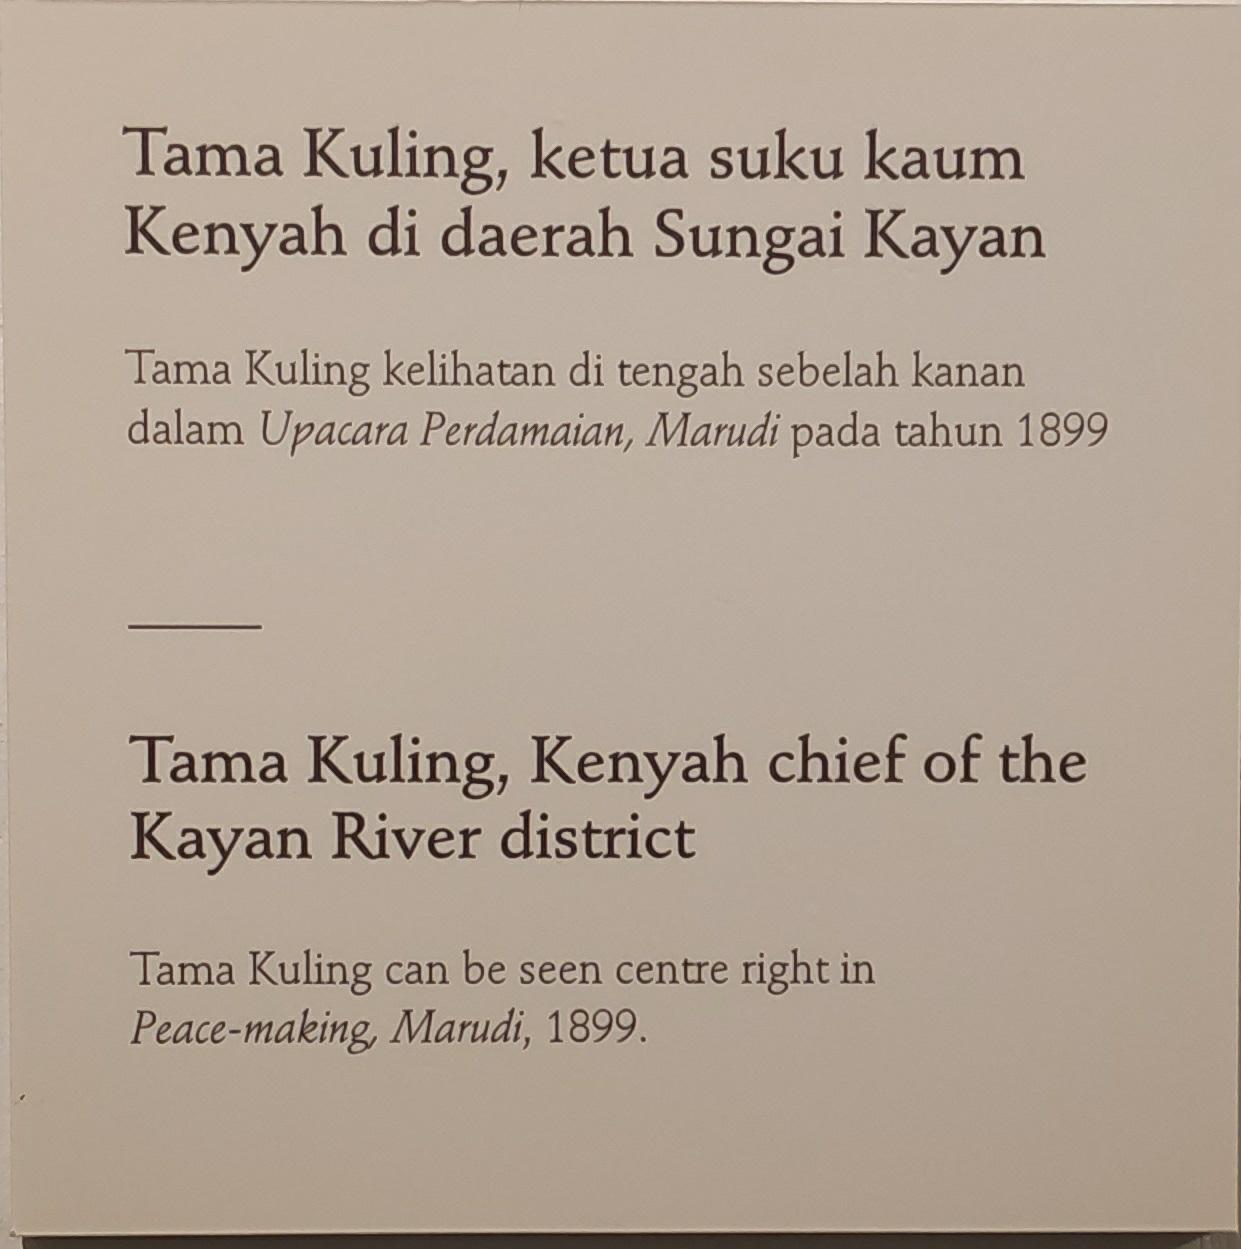 Tama Kuling, ketua suku kaum
Kenyah di daerah Sungai Kayan
Tama Kuling kelihatan di tengah sebelah kanan
dalam Upacara Perdamaian, Marudi pada tahun 1899
Tama Kuling, Kenyah chief of the
Kayan River district
Tama Kuling can be seen centre right in
Peace-making, Marudi, 1899.